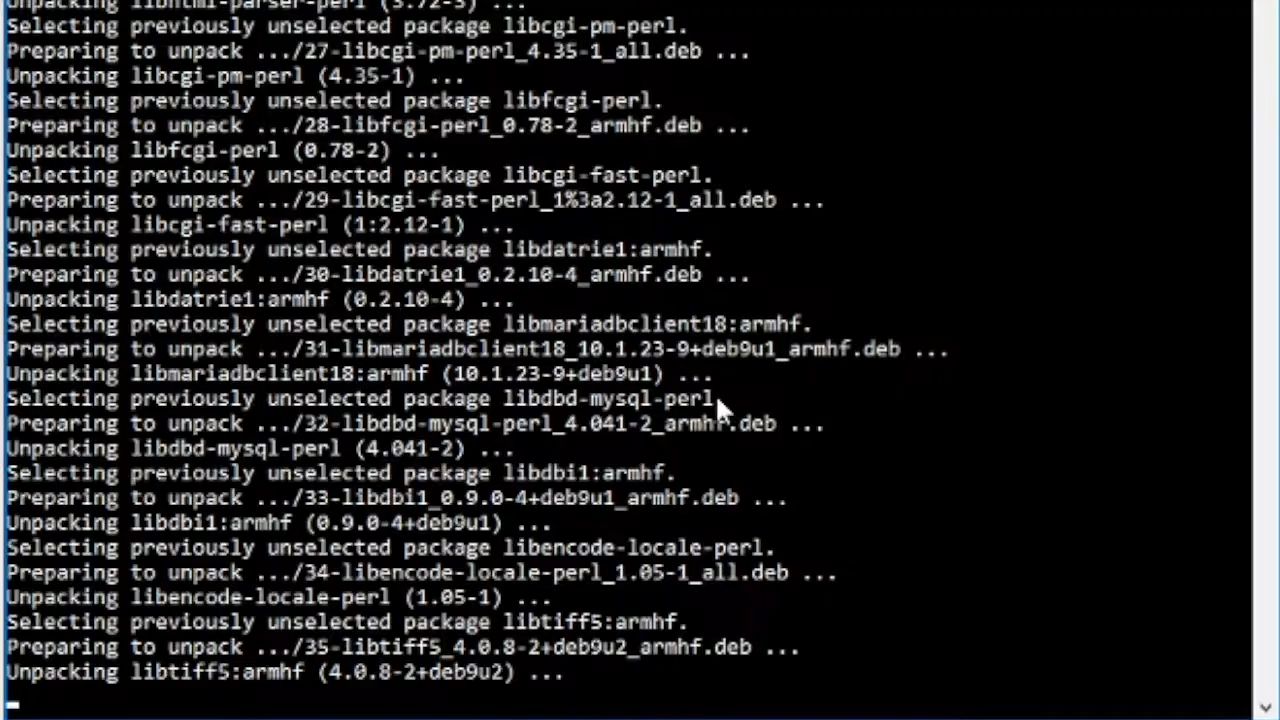 Unpacking libhtml-parser-perl (3.72-3) ...
Selecting previously unselected package libcgi-pm-perl.
Preparing to unpack .../27-libcgi-pm-perl_4.35-1_all.deb ...
Unpacking libcgi-pm-perl (4.35-1) ...
Selecting previously unselected package libfcgi-perl.
Preparing to unpack .../28-libfcgi-perl_0.78-2_armhf.deb ...
Unpacking libfcgi-perl (0.78-2) ...
Selecting previously unselected package libcgi-fast-perl.
Preparing to unpack .../29-libcgi-fast-perl_1%3a2.12-1_all.deb ...
Unpacking libcgi-fast-perl (1:2.12-1) ...
Selecting previously unselected package libdatrie1:armhf.
Preparing to unpack .../30-libdatrie1_0.2.10-4_armhf.deb ...
Unpacking libdatrie1:armhf (0.2.10-4) ...
Selecting previously unselected package libmariadbclient18:armhf.
Preparing to unpack .../31-libmariadbclient18_10.1.23-9+deb9u1_armhf.deb ...
Unpacking libmariadbclient18:armhf (10.1.23-9+deb9u1) ...
Selecting previously unselected package libdbd-mysql-perl.
Preparing to unpack .../32-libdbd-mysql-perl_4.041-2_armhf.deb ...
Unpacking libdbd-mysql-perl (4.041-2) ...
Selecting previously unselected package libdbi1:armhf.
Preparing to unpack .../33-libdbi1_0.9.0-4+deb9u1_armhf.deb ...
Unpacking libdbi1:armhf (0.9.0-4+deb9u1) ...
Selecting previously unselected package libencode-locale-perl.
Preparing to unpack .../34-libencode-locale-perl_1.05-1_all.deb ...
Unpacking libencode-locale-perl (1.05-1) ...
Selecting previously unselected package libtiff5:armhf.
Preparing to unpack .../35-libtiff5_4.0.8-2+deb9u2_armhf.deb ...
Unpacking libtiff5:armhf (4.0.8-2+deb9u2) ...